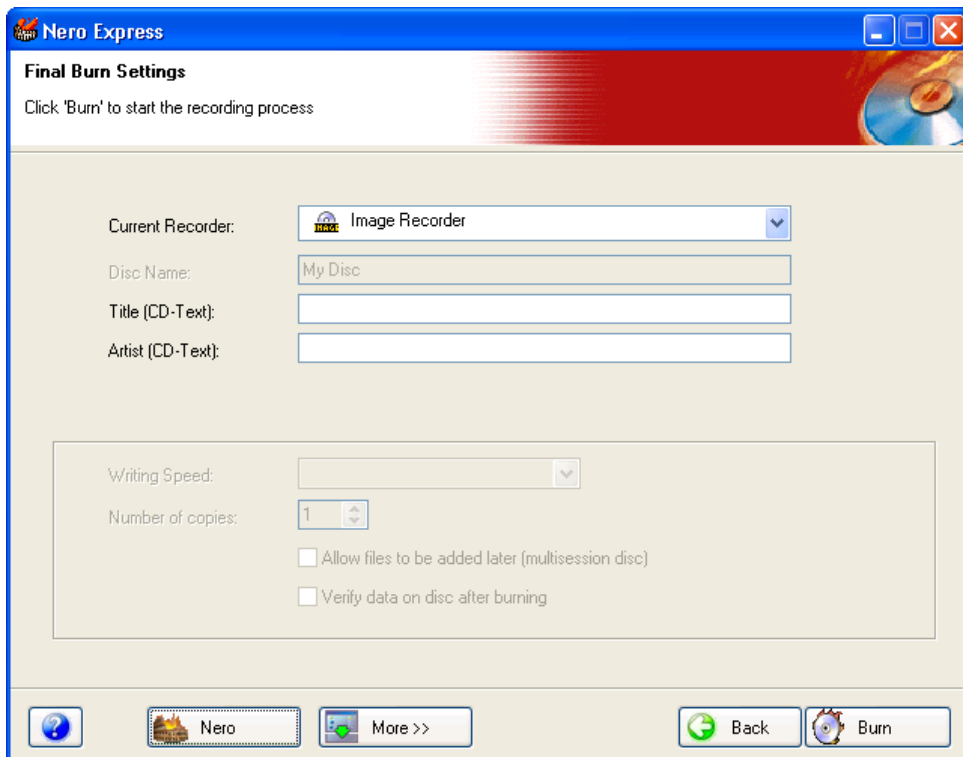 Nero Express
Final Burn Settings
Click 'Burn' to start the recording process
Current Recorder: IMAGE Image Recorder
Disc Name: My Disc
Title (CD-Text):
Artist (CD-Text):
Writing Speed:
Number of copies: 1
Allow files to be added later (multisession disc)
Verify data on disc after burning
? Nero More >> Back Burn